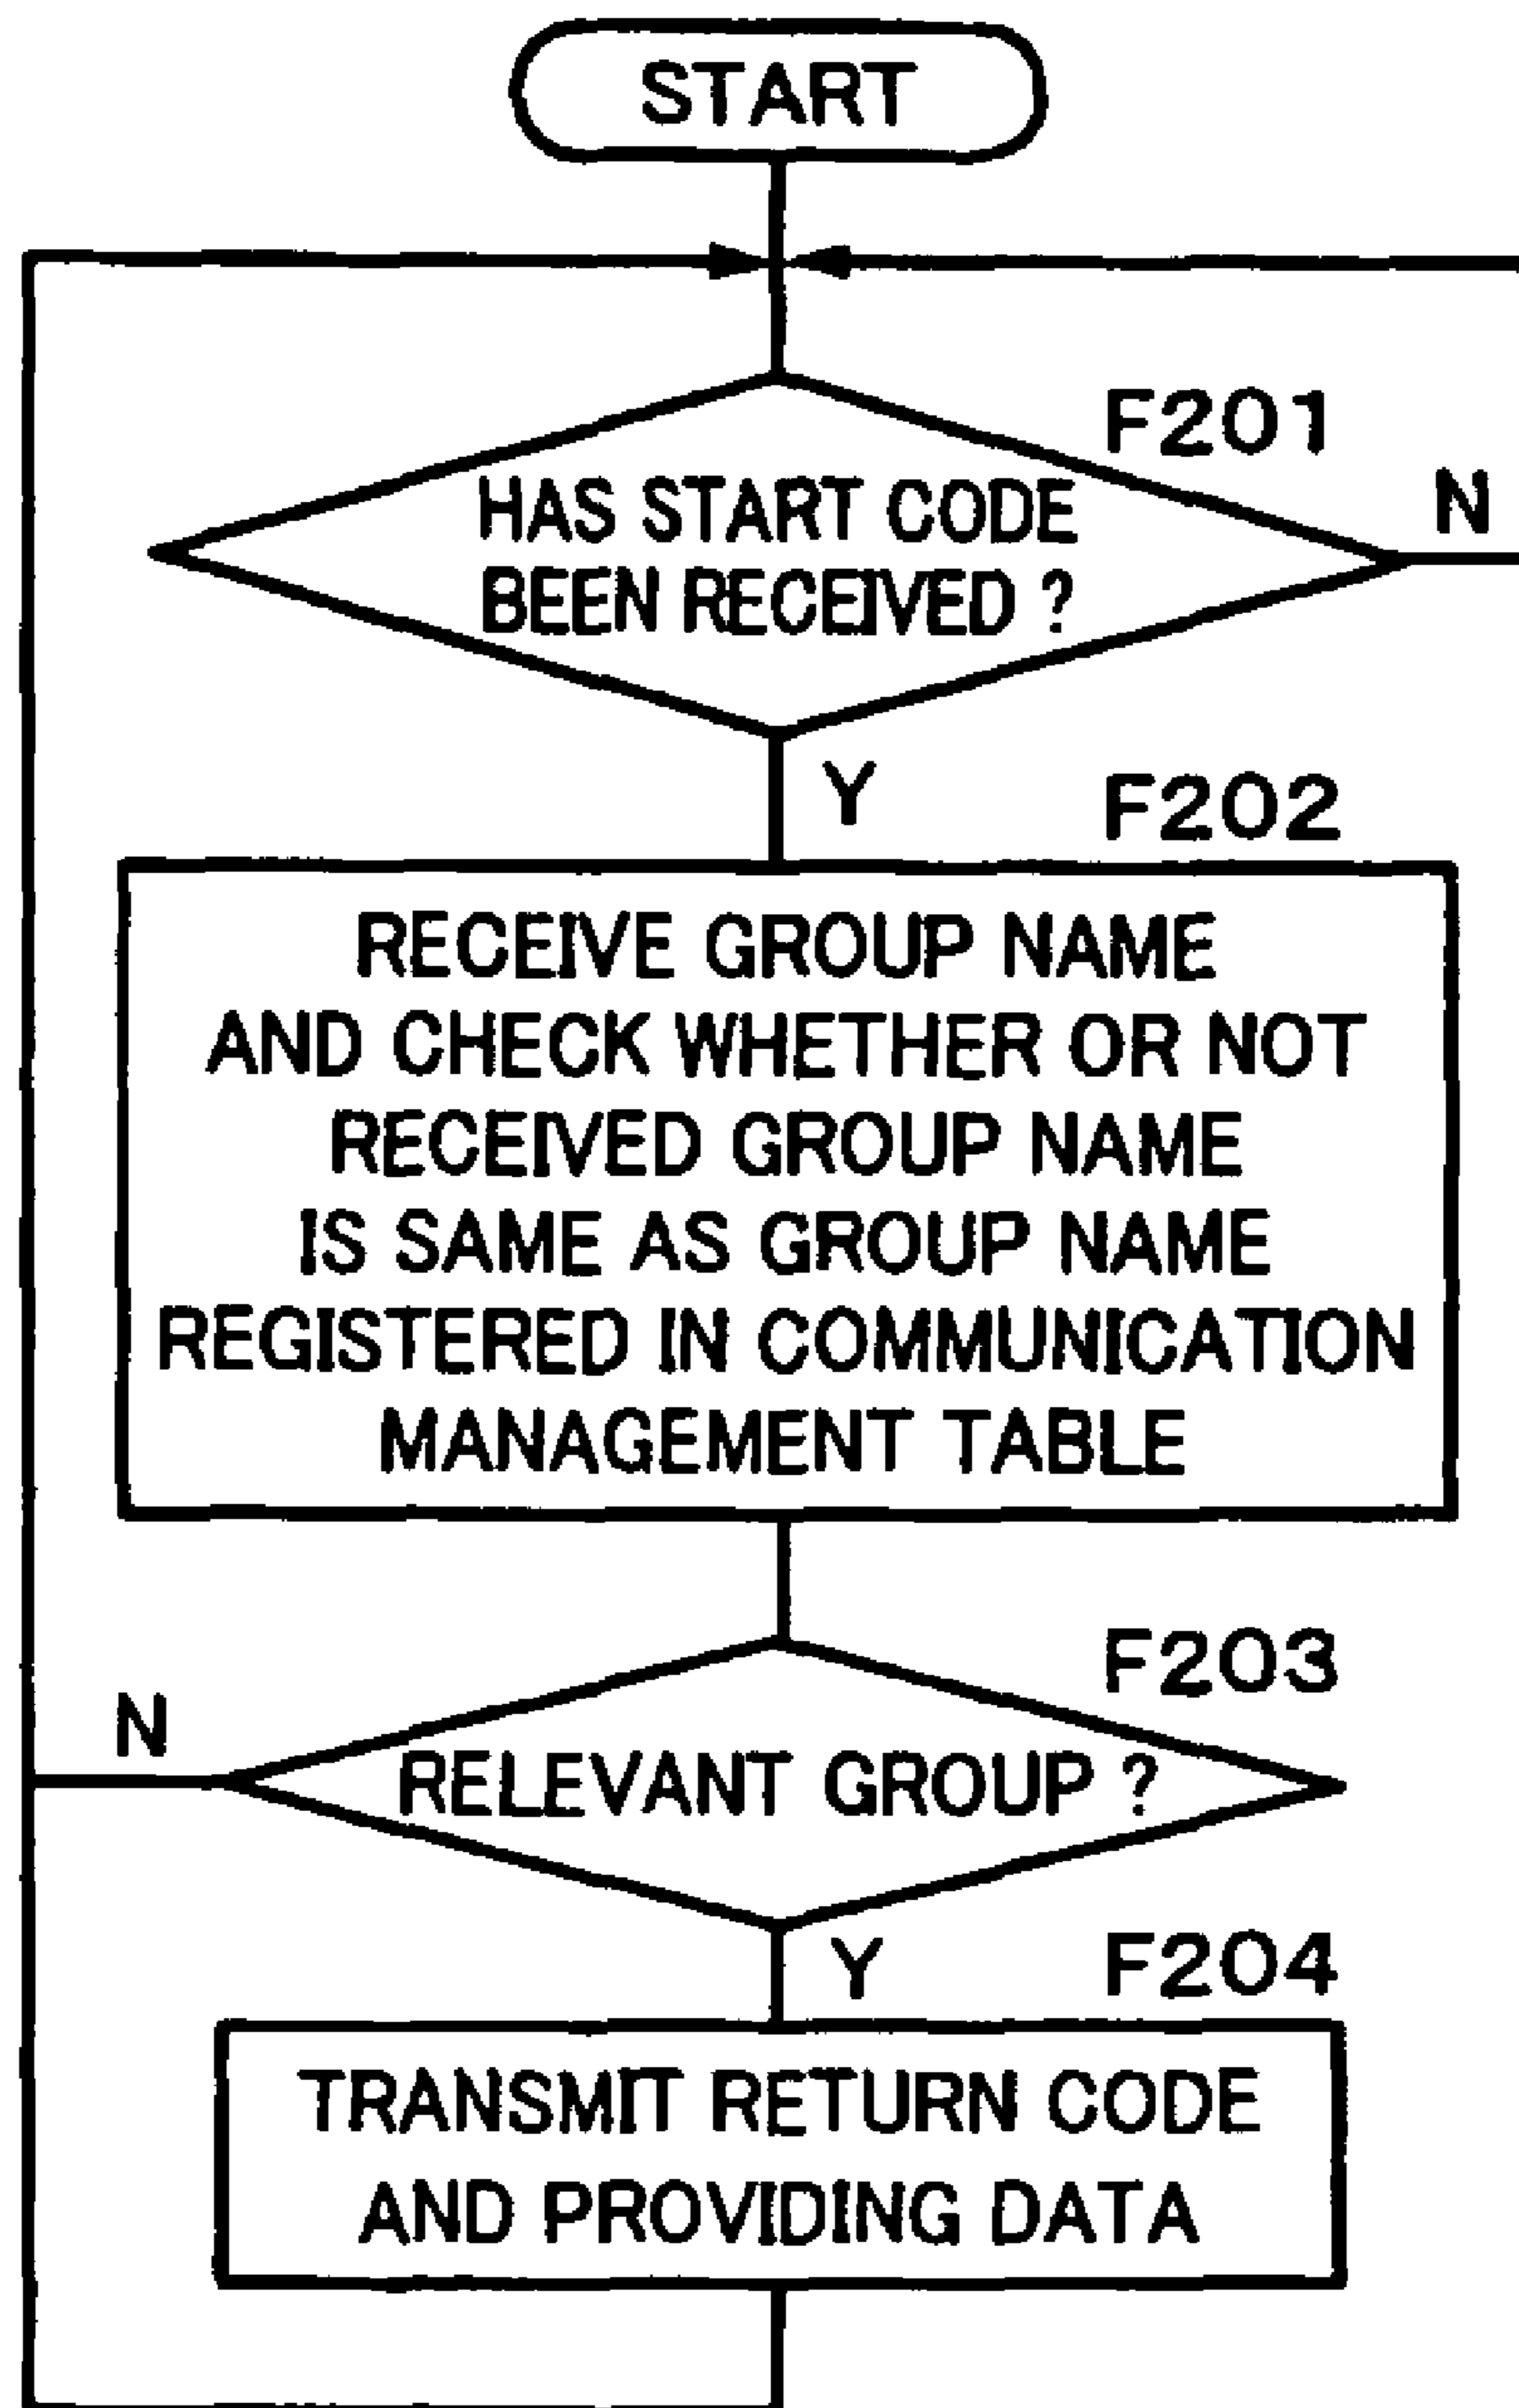 START
F201
HAS START CODE
N
BEEN RECEIVED ?
Y
F202
RECEIVE GROUP NAME
AND CHECK WHETHER OR NOT
RECEIVED GROUP NAME
IS SAME AS GROUP NAME
REGISTERED IN COMMUNICATION
MANAGEMENT TABLE
F203
N
RELEVANT GROUP ?
Y
F204
TRANSMIT RETURN CODE
AND PROVIDING DATA